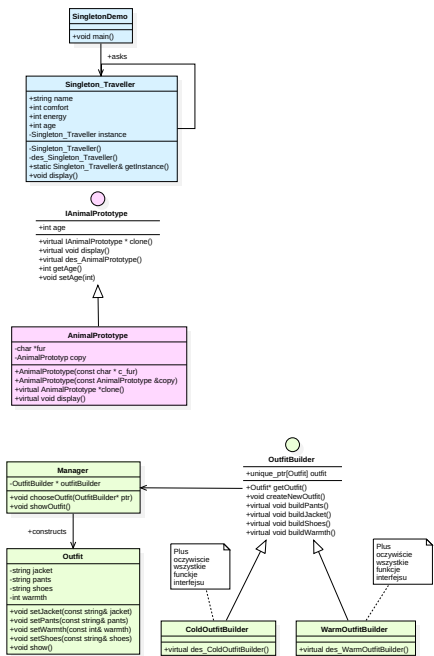 SingletonDemo
+void main()
+asks
Singleton_Traveller
+string name
+int comfort
+int energy
+int age
-Singleton_Traveller instance
-Singleton_Traveller()
-des_Singleton_Traveller()
+static Singleton_Traveller& getInstance()
+void display()
IAnimalPrototype
+int age
+virtual IAnimalPrototype * clone()
+virtual void display()
+virtual des_AnimalPrototype()
+int getAge()
+void setAge(int)
AnimalPrototype
-char *fur
-AnimalPrototyp copy
+AnimalPrototype(const char * c_fur)
+AnimalPrototype(const AnimalPrototype &copy)
+virtual AnimalPrototype *clone()
+virtual void display()
OutfitBuilder
+unique_ptr[Outfit] outfit
+Outfit* getOutfit()
+void createNewOutfit()
+virtual void buildPants()
+virtual void buildJacket()
+virtual void buildShoes()
+virtual void buildWarmth()
Manager
-OutfitBuilder * outfitBuilder
+void chooseOutfit(OutfitBuilder* ptr)
+void showOutfit()
+constructs
Outfit
-string jacket
-string pants
-string shoes
-int warmth
+void setJacket(const string& jacket)
+void setPants(const string& pants)
+void setWarmth(const int& warmth)
+void setShoes(const string& shoes)
+void show()
Plus
oczywiście
wszystkie
funckje
interfejsu
Plus
oczywiście
wszystkie
funkcje
interfejsu
ColdOutfitBuilder
+virtual des_ColdOutfitBuilder()
WarmOutfitBuilder
+virtual des_WarmOutfitBuilder()